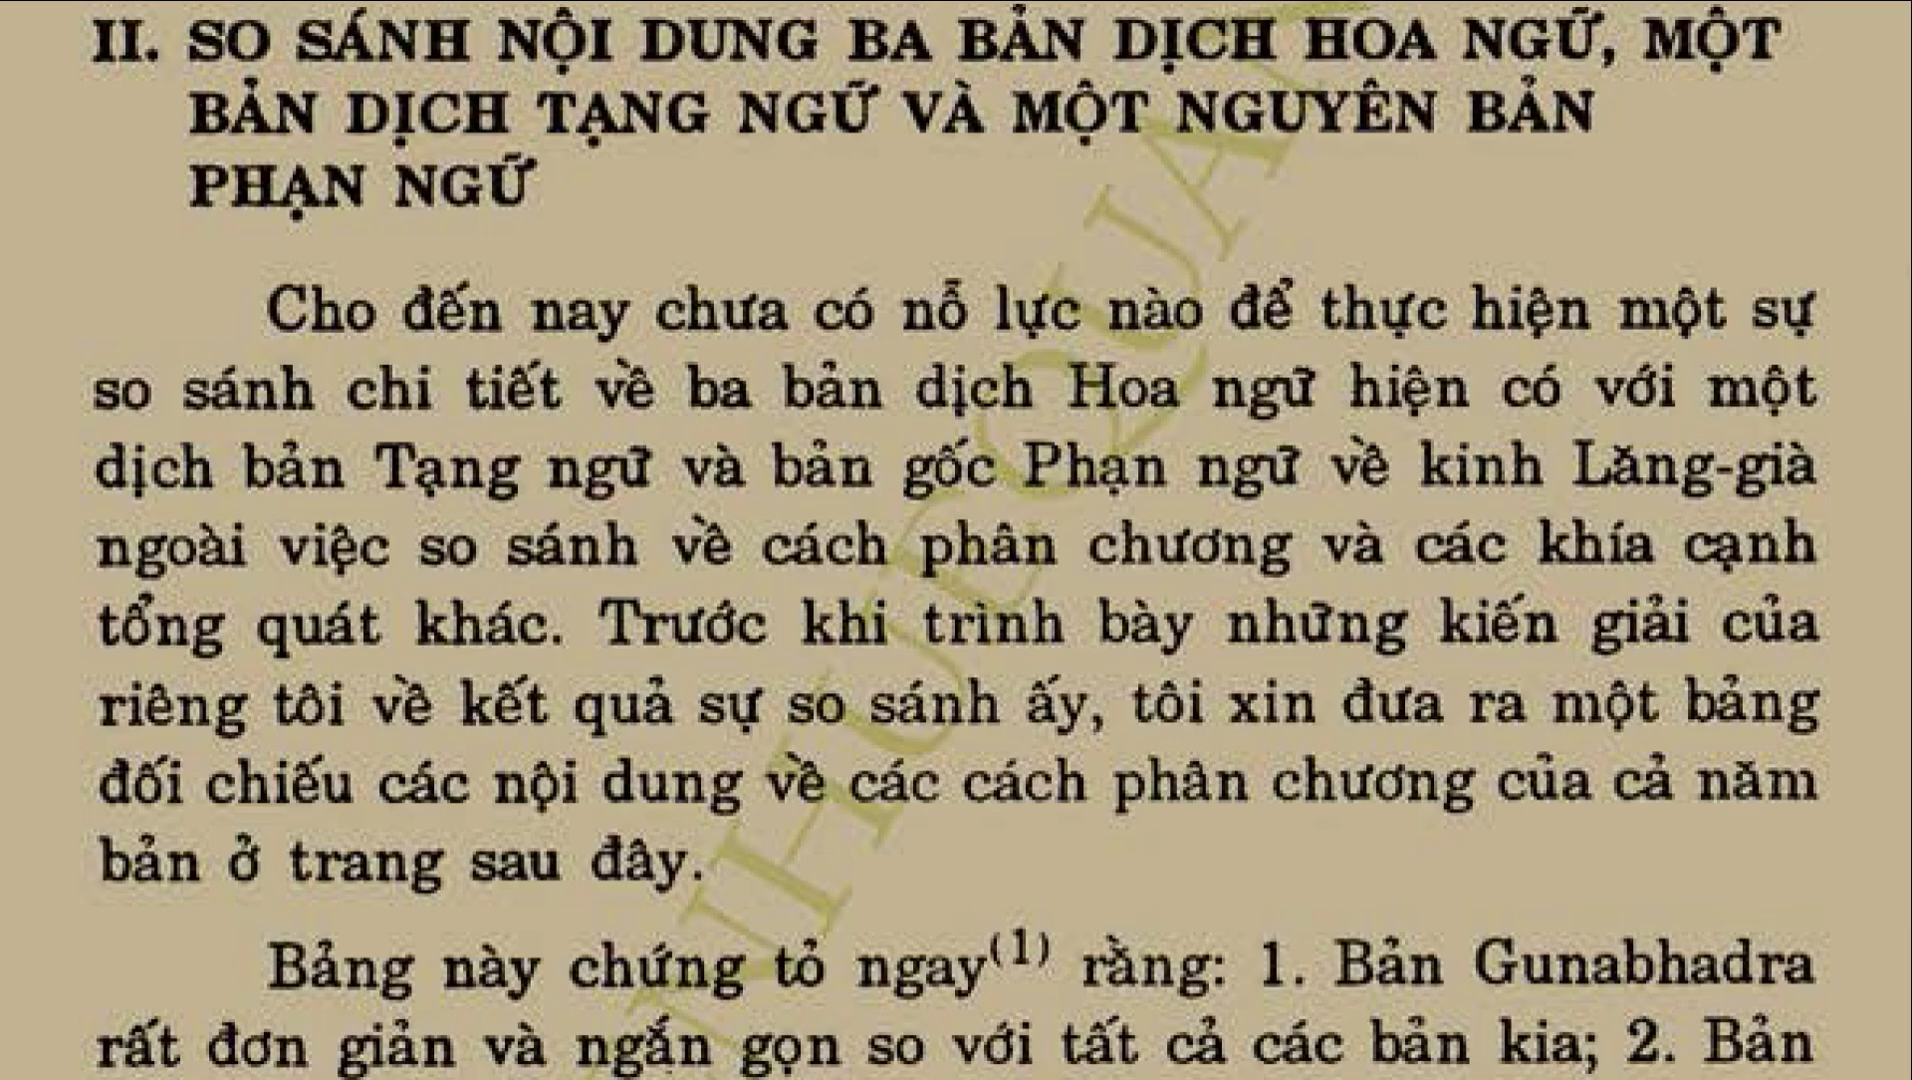 II. SO SÁNH NỘI DUNG BA BẢN DỊCH HOA NGỮ, MỘT
BẢN DỊCH TẠNG NGỮ VÀ MỘT NGUYÊN BẢN
PHẠN NGỮ
Cho đến nay chưa có nỗ lực nào để thực hiện một sự
so sánh chi tiết về ba bản dịch Hoa ngữ hiện có với một
dịch bản Tạng ngữ và bản gốc Phạn ngữ về kinh Lăng-già
ngoài việc so sánh về cách phân chương và các khía cạnh
tổng quát khác. Trước khi trình bày những kiến giải của
riêng tôi về kết quả sự so sánh ấy, tôi xin đưa ra một bảng
đối chiếu các nội dung về các cách phân chương của cả năm
bản ở trang sau đây.
Bảng này chứng tỏ ngay(1) rằng: 1. Bản Gunabhadra
rất đơn giản và ngắn gọn so với tất cả các bản kia; 2. Bản